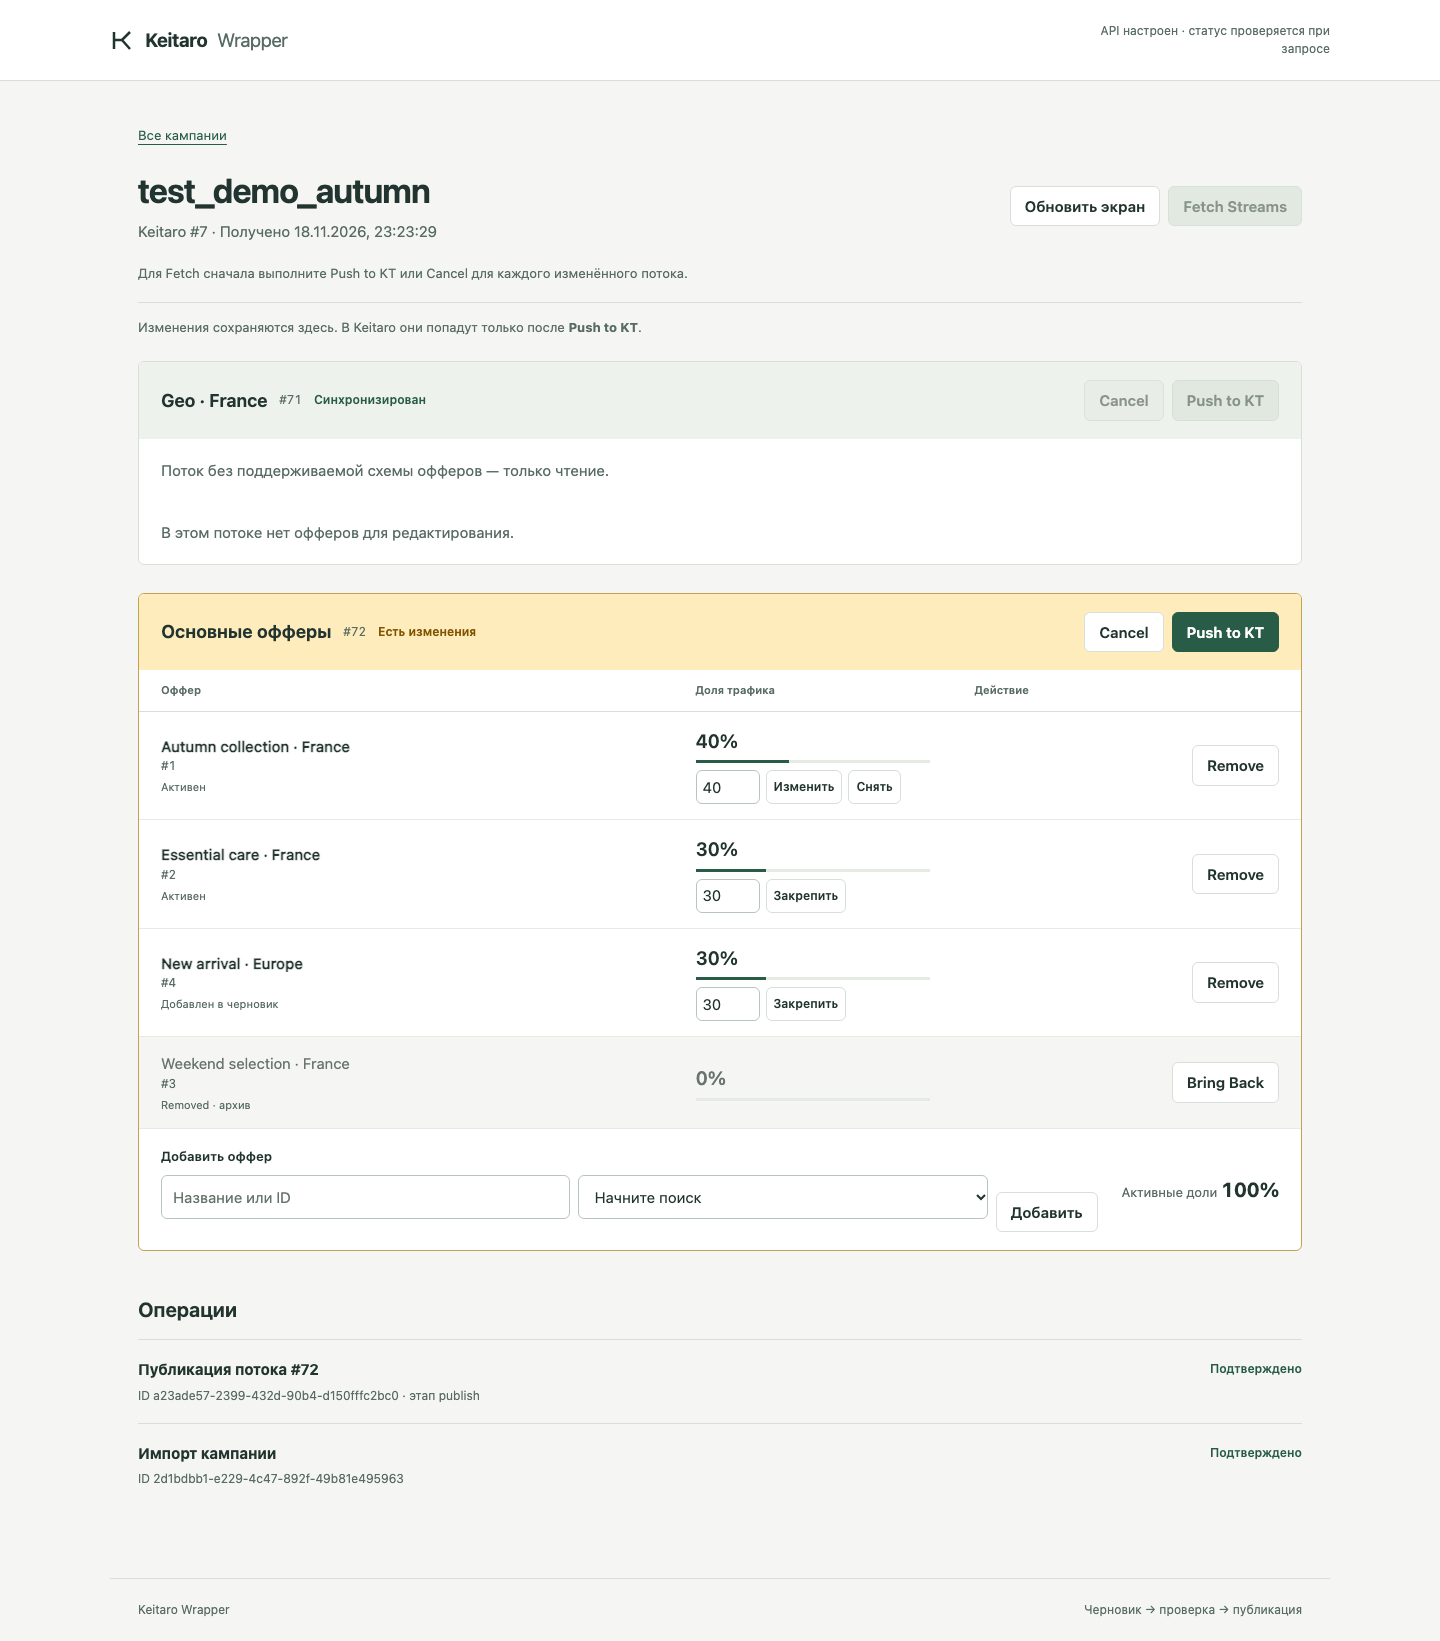 Keitaro Wrapper
API настроен · статус проверяется при
запросе
Все кампании
test_demo_autumn
Обновить экран
Fetch Streams
Keitaro #7 · Получено 18.11.2026, 23:23:29
Для Fetch сначала выполните Push to KT или Cancel для каждого изменённого потока.
Изменения сохраняются здесь. В Keitaro они попадут только после Push to KT.
Geo · France #71 Синхронизирован
Cancel
Push to KT
Поток без поддерживаемой схемы офферов — только чтение.
В этом потоке нет офферов для редактирования.
Основные офферы #72 Есть изменения
Cancel
Push to KT
Оффер
Доля трафика
Действие
Autumn collection · France
#1
Активен
40%
40
Изменить
Снять
Remove
Essential care · France
#2
Активен
30%
30
Закрепить
Remove
New arrival · Europe
#4
Добавлен в черновик
30%
30
Закрепить
Remove
Weekend selection · France
#3
Removed · архив
0%
Bring Back
Добавить оффер
Название или ID
Начните поиск
Добавить
Активные доли 100%
Операции
Публикация потока #72
Подтверждено
ID a23ade57-2399-432d-90b4-d150fffc2bc0 · этап publish
Импорт кампании
Подтверждено
ID 2d1bdbb1-e229-4c47-892f-49b81e495963
Keitaro Wrapper
Черновик → проверка → публикация